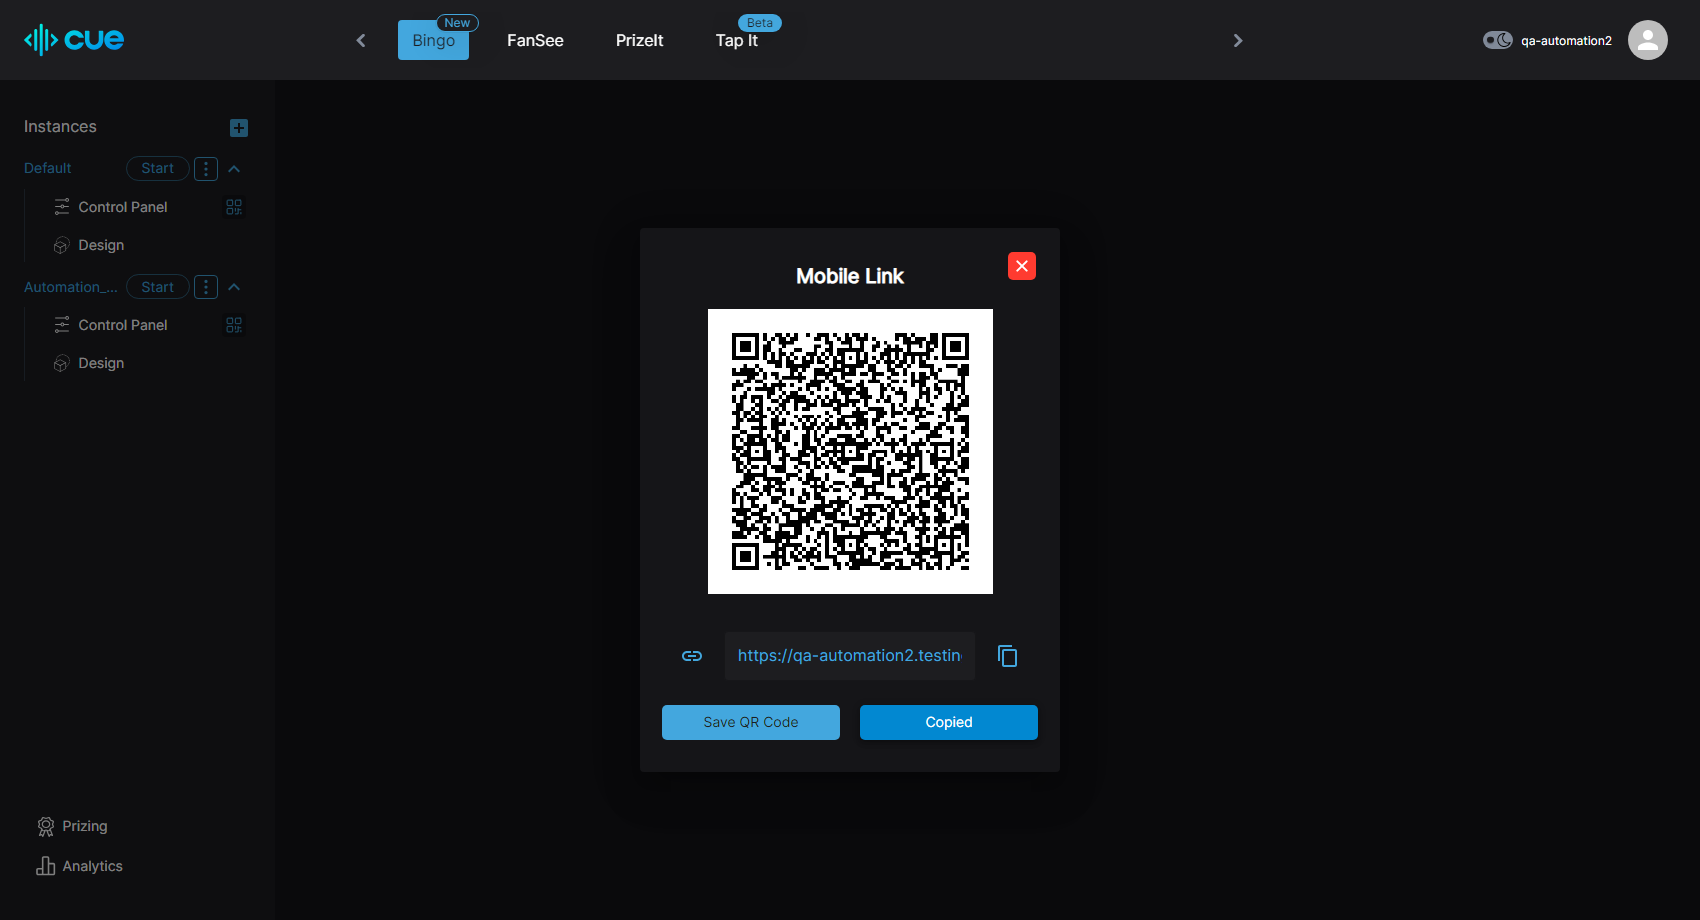 cue
Bingo
New
FanSee
PrizeIt
Tap It
Beta
qa-automation2
Instances
Default
Start
Control Panel
Design
Automation_...
Start
Control Panel
Design
Prizing
Analytics
Mobile Link
https://qa-automation2.testin
Save QR Code
Copied